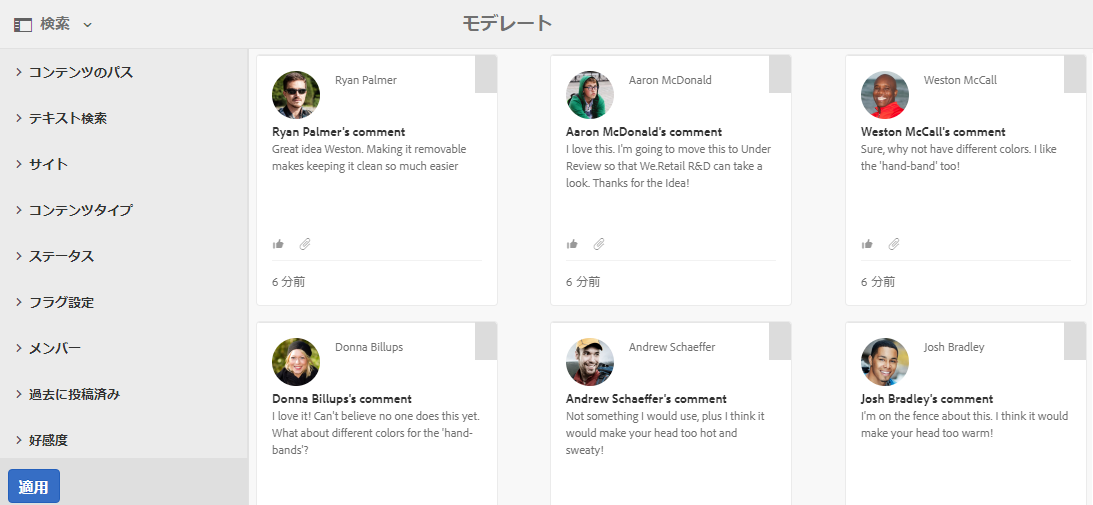 検索
モデレート
コンテンツのパス
テキスト検索
サイト
コンテンツタイプ
ステータス
フラグ設定
メンバー
過去に投稿済み
好感度
適用
Ryan Palmer
Ryan Palmer's comment
Great idea Weston. Making it removable
makes keeping it clean so much easier
6 分前
Aaron McDonald
Aaron McDonald's comment
I love this. I'm going to move this to Under
Review so that We.Retail R&D can take a
look. Thanks for the Idea!
6 分前
Weston McCall
Weston McCall's comment
Sure, why not have different colors. I like
the 'hand-band' too!
6 分前
Donna Billups
Donna Billups's comment
I love it! Can't believe no one does this yet.
What about different colors for the 'hand-
bands'?
Andrew Schaeffer
Andrew Schaeffer's comment
Not something I would use, plus I think it
would make your head too hot and
sweaty!
Josh Bradley
Josh Bradley's comment
I'm on the fence about this. I think it would
make your head too warm!